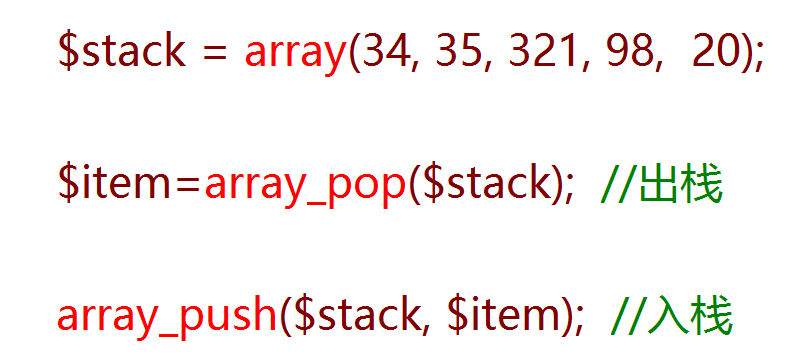 $stack = array(34, 35, 321, 98,  20);
$item=array_pop($stack);  //出栈
array_push($stack, $item);  //入栈